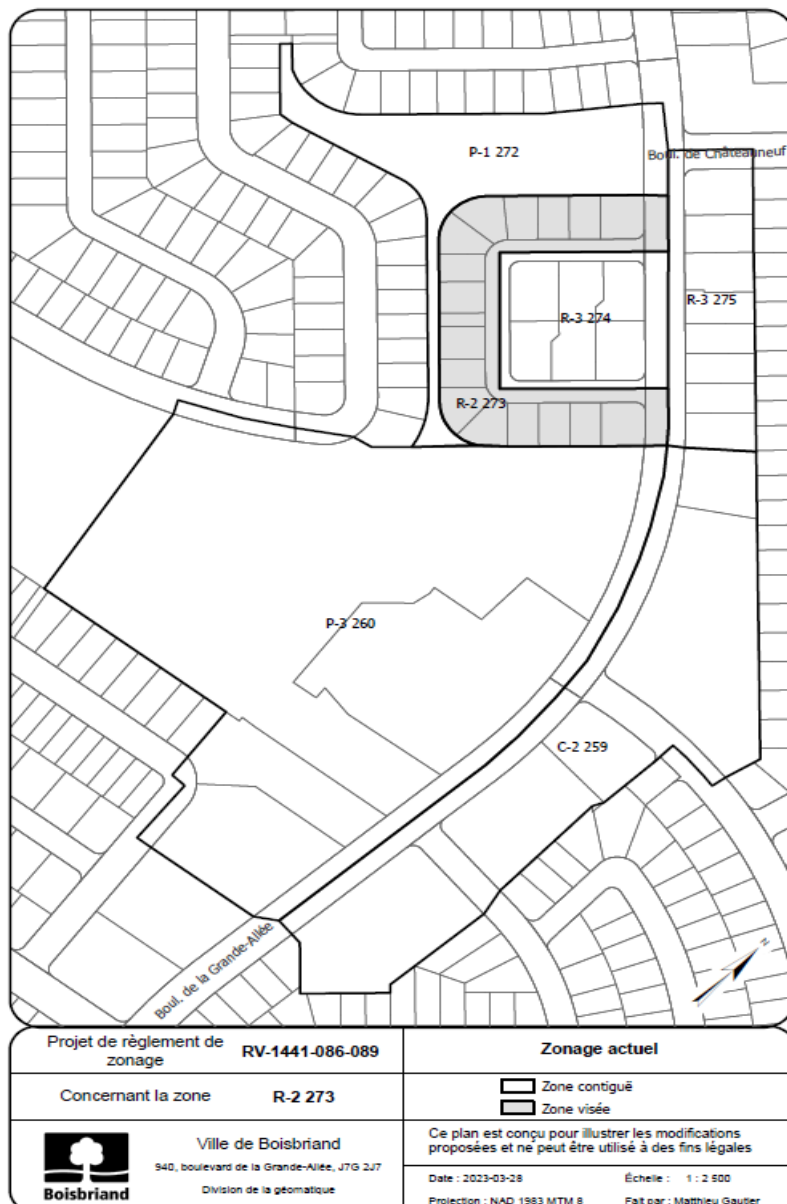 P-1 272
Boul. de Châteauneuf
R-3 275
R-3 274
R-2 273
P-3 260
C-2 259
Boul. de la Grande-Allée
N
Projet de règlement de
zonage
RV-1441-086-089
Zonage actuel
Concernant la zone
R-2 273
Zone contiguë
Zone visée
Boisbriand
Ville de Boisbriand
940, boulevard de la Grande-Allée, J7G 2J7
Division de la géomatique
Ce plan est conçu pour illustrer les modifications
proposées et ne peut être utilisé à des fins légales
Date : 2023-03-28
Échelle : 1 : 2 500
Projection : NAD 1983 MTM 8
Fait par : Matthieu Gautier